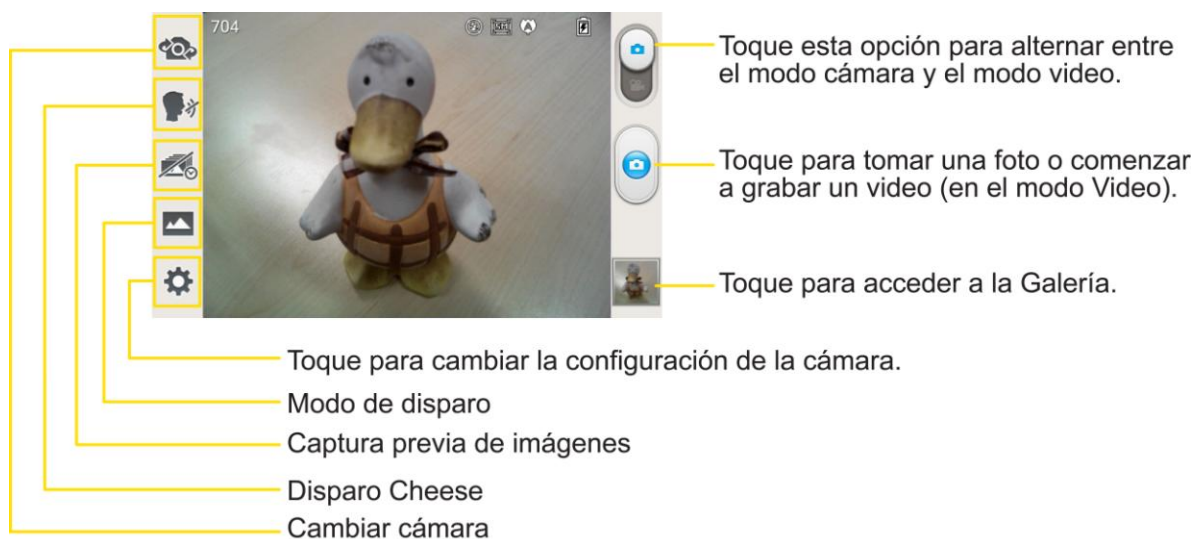 704
Toque esta opción para alternar entre
el modo cámara y el modo video.
Toque para tomar una foto o comenzar
a grabar un video (en el modo Video).
Toque para acceder a la Galería.
Toque para cambiar la configuración de la cámara.
Modo de disparo
Captura previa de imágenes
Disparo Cheese
Cambiar cámara